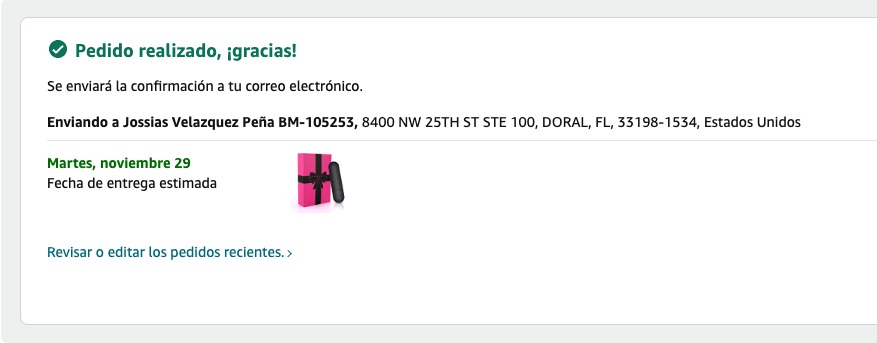 Pedido realizado, ¡gracias!
Se enviará la confirmación a tu correo electrónico.
Enviando a Jossias Velazquez Peña BM-105253, 8400 NW 25TH ST STE 100, DORAL, FL, 33198-1534, Estados Unidos
Martes, noviembre 29
Fecha de entrega estimada
Revisar o editar los pedidos recientes. ›